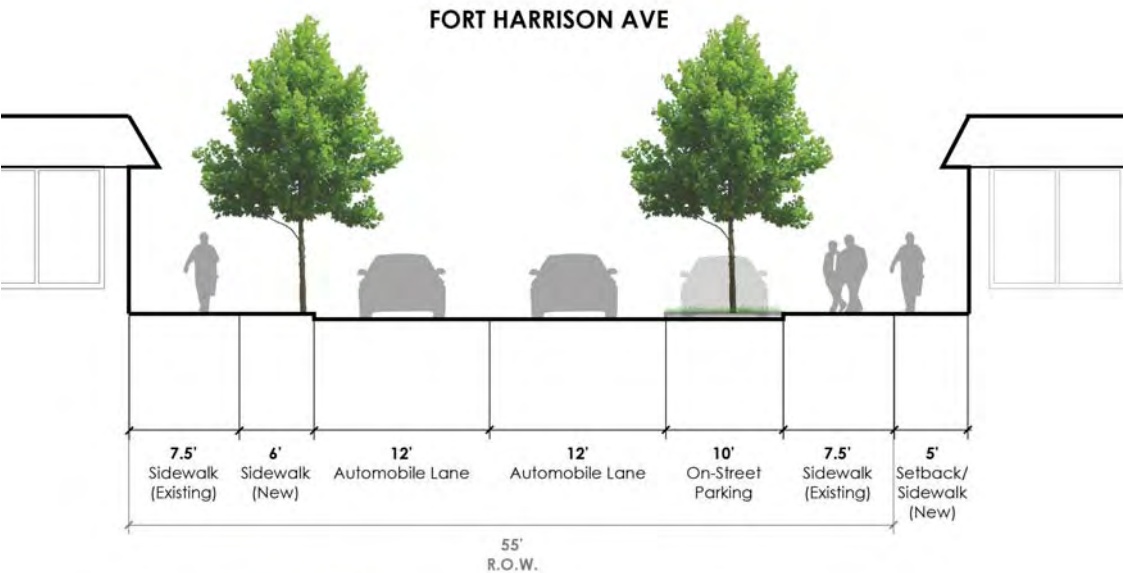 FORT HARRISON AVE
7.5'
Sidewalk
(Existing)
6'
Sidewalk
(New)
12'
Automobile Lane
12'
Automobile Lane
10'
On-Street
Parking
7.5'
Sidewalk
(Existing)
5'
Setback/
Sidewalk
(New)
55'
R.O.W.